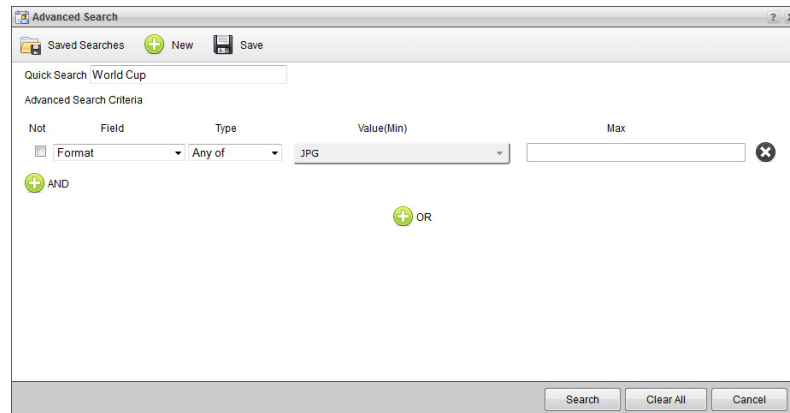 Advanced Search ?
Saved Searches New Save
Quick Search World Cup
Advanced Search Criteria
Not Field Type Value(Min) Max
Format Any of JPG
AND
OR
Search Clear All Cancel